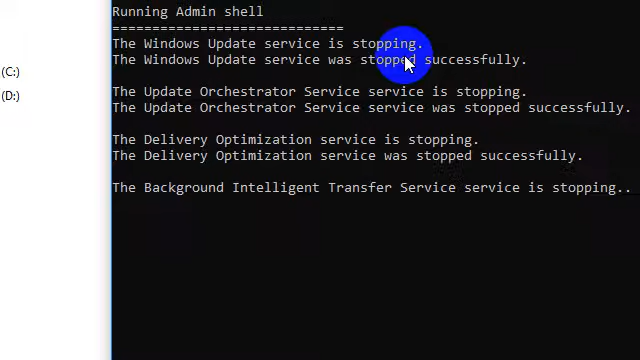 Running Admin shell
=============================
(C:)
(D:)
The Windows Update service is stopping.
The Windows Update service was stopped successfully.
The Update Orchestrator Service service is stopping.
The Update Orchestrator Service service was stopped successfully.
The Delivery Optimization service is stopping.
The Delivery Optimization service was stopped successfully.
The Background Intelligent Transfer Service service is stopping..